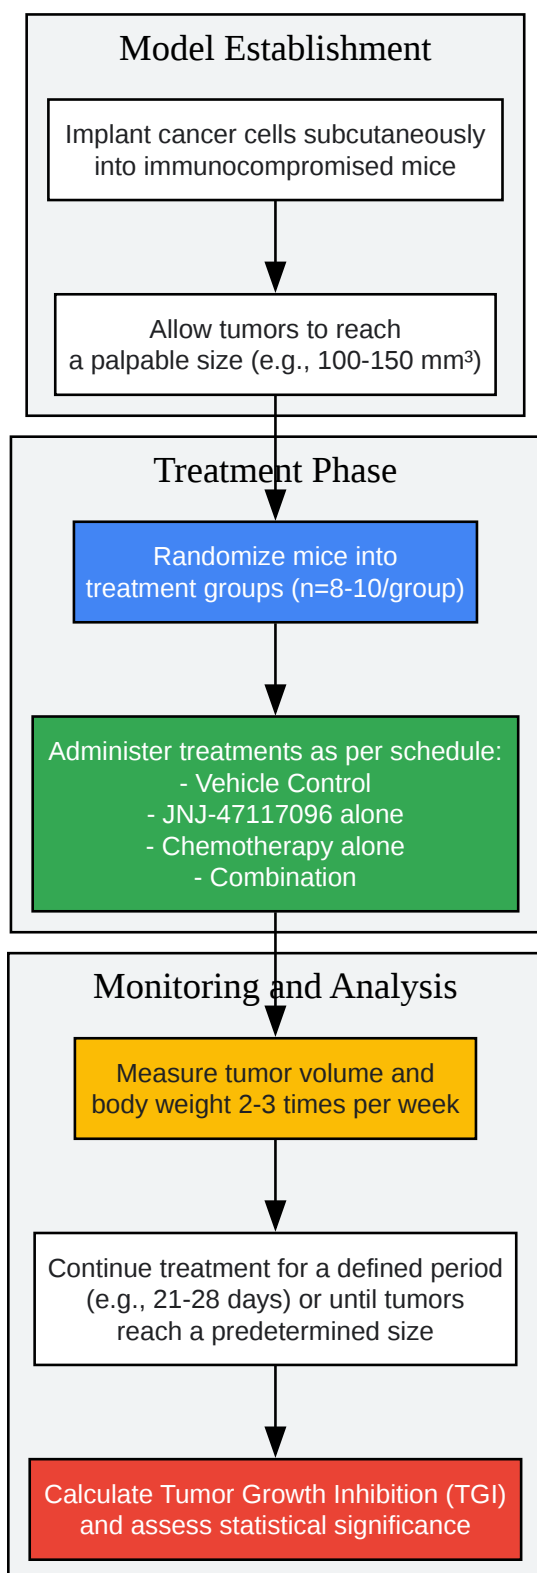 Model Establishment
Implant cancer cells subcutaneously
into immunocompromised mice
Allow tumors to reach
a palpable size (e.g., 100-150 mm³)
Treatment Phase
Randomize mice into
treatment groups (n=8-10/group)
Administer treatments as per schedule:
- Vehicle Control
- JNJ-47117096 alone
- Chemotherapy alone
- Combination
Monitoring and Analysis
Measure tumor volume and
body weight 2-3 times per week
Continue treatment for a defined period
(e.g., 21-28 days) or until tumors
reach a predetermined size
Calculate Tumor Growth Inhibition (TGI)
and assess statistical significance